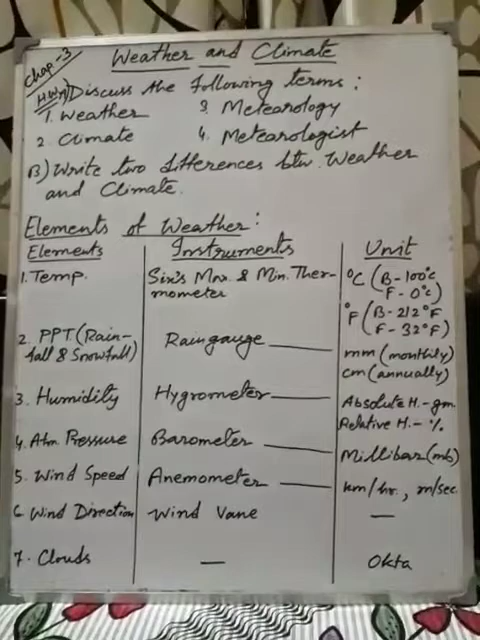 Chap-3
Weather and Climate
H.W. A) Discuss the following terms:
1. Weather 3. Meteorology
2. Climate 4. Meteorologist
B) Write two differences btw. Weather
and Climate.
Elements of Weather:
Elements Instruments Unit
1. Temp. Six's Max. & Min. Ther-
mometer
°C (B-100°c
F-0°c)
°F (B-212°F
F-32°F)
2. PPT. (Rain-
fall & Snowfall)
Raingauge
mm (monthly)
cm (annually)
3. Humidity Hygrometer
Absolute H.- gm.
Relative H.- %
4. Atm. Pressure Barometer Millibar (mb)
5. Wind Speed Anemometer km/hr., m/sec.
6. Wind Direction Wind Vane —
7. Clouds — Okta